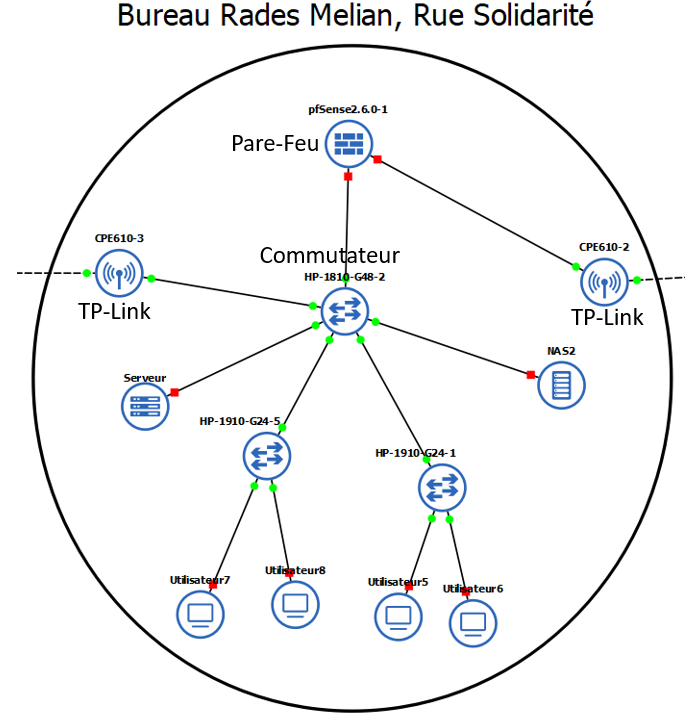 Bureau Rades Melian, Rue Solidarité
pfSense2.6.0-1
Pare-Feu
CPE610-3
Commutateur
CPE610-2
HP-1810-G48-2
TP-Link
TP-Link
NAS2
Serveur
HP-1910-G24-5
HP-1910-G24-1
Utilisateur7
Utilisateur8
Utilisateur5
Utilisateur6